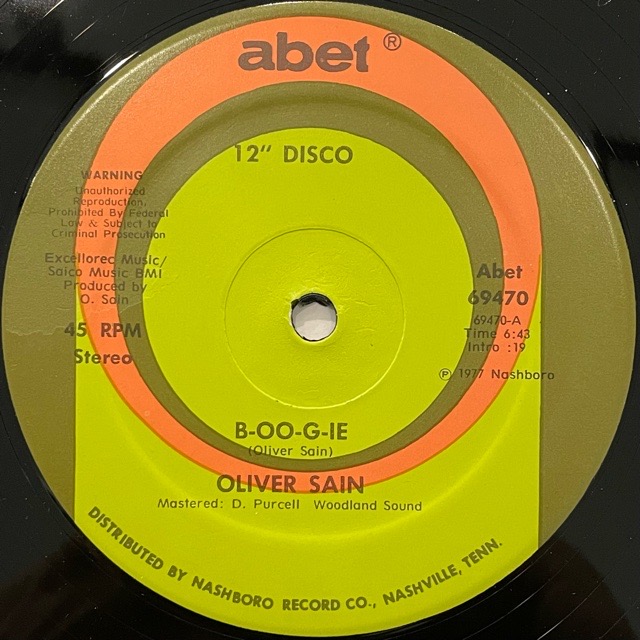 abet ®
12" DISCO
WARNING
Unauthorized
Reproduction,
Prohibited By Federal
Law & Subject to
Criminal Prosecution
Excellorec Music/
Saico Music BMI
Produced by
O. Sain
45 RPM
Stereo
Abet
69470
69470-A
Time 6:43
Intro :19
℗ 1977 Nashboro
B-OO-G-IE
(Oliver Sain)
OLIVER SAIN
Mastered: D. Purcell Woodland Sound
DISTRIBUTED BY NASHBORO RECORD CO., NASHVILLE, TENN.